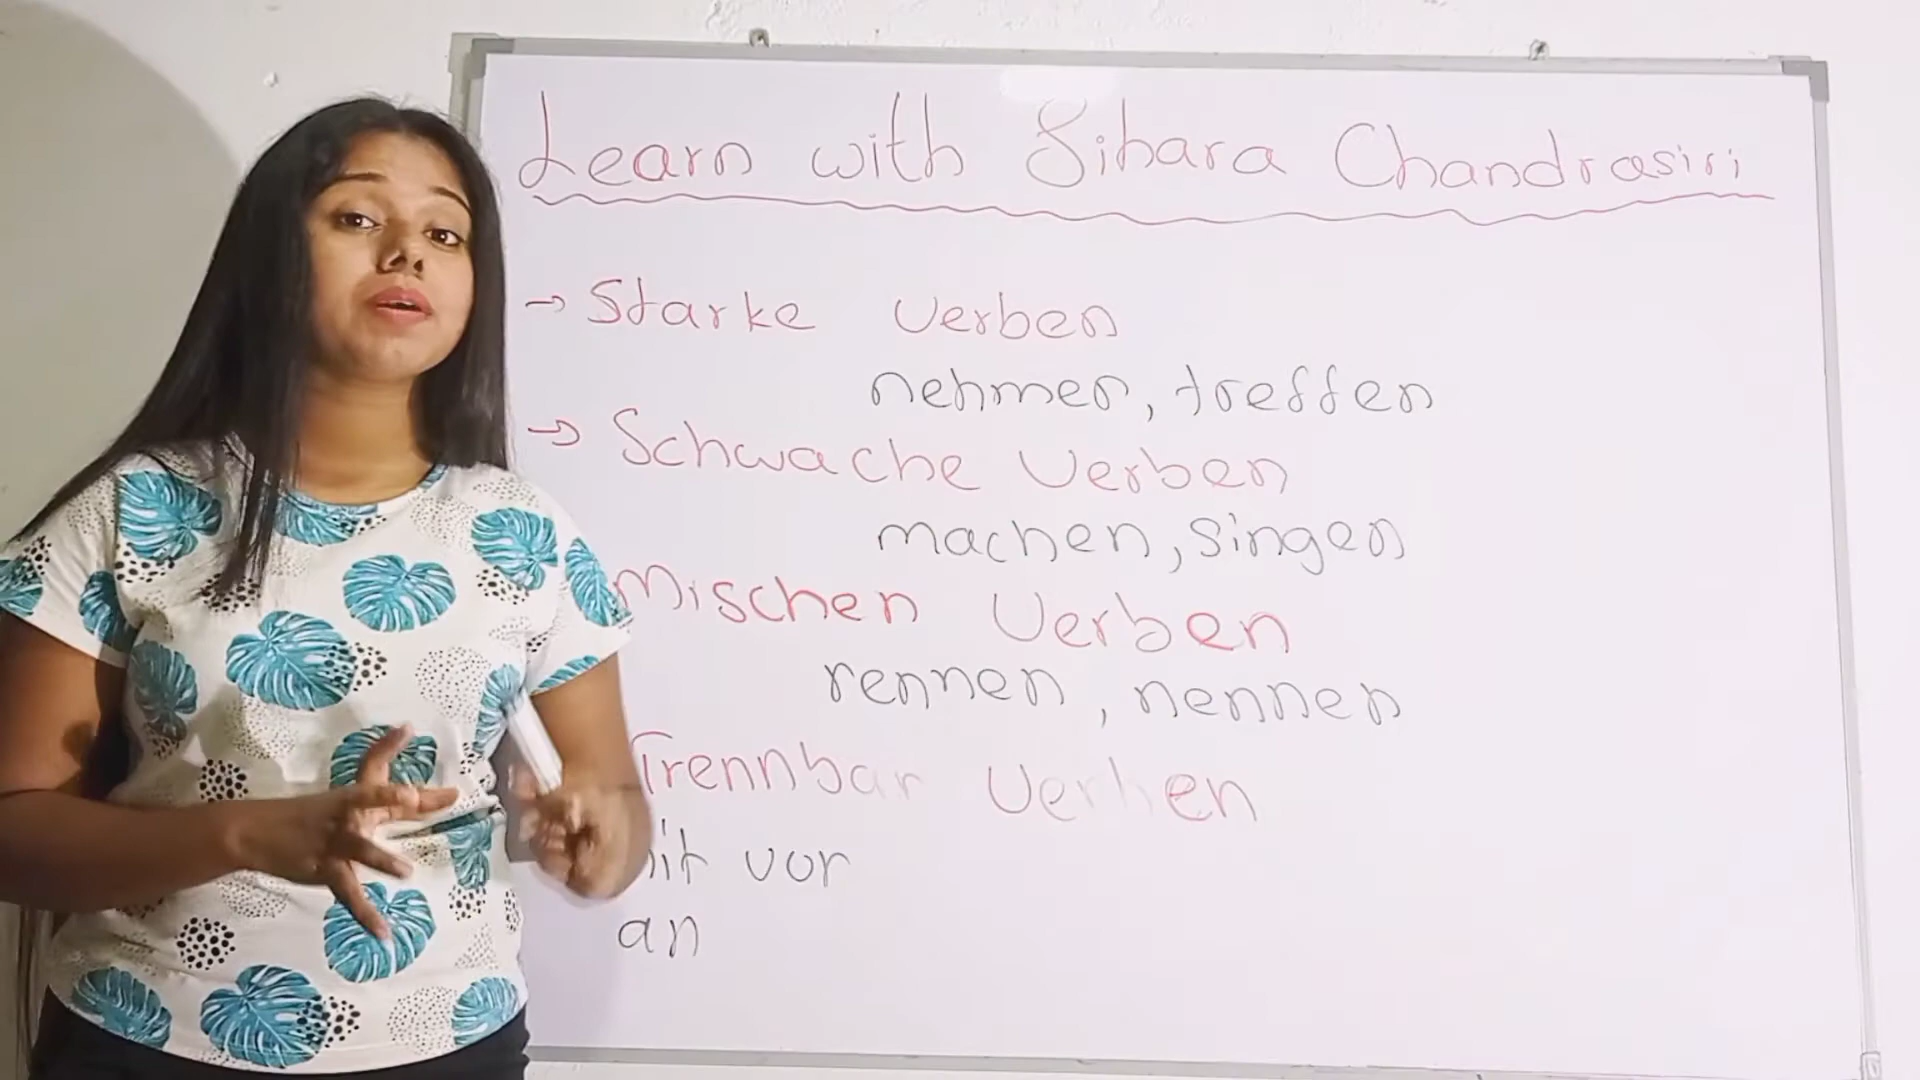 Learn with Sihara Chandrasiri
→ Starke Verben
nehmen, treffen
→ Schwache Verben
machen, singen
Mischen Verben
rennen, nennen
Trennbar Verben
vor
an